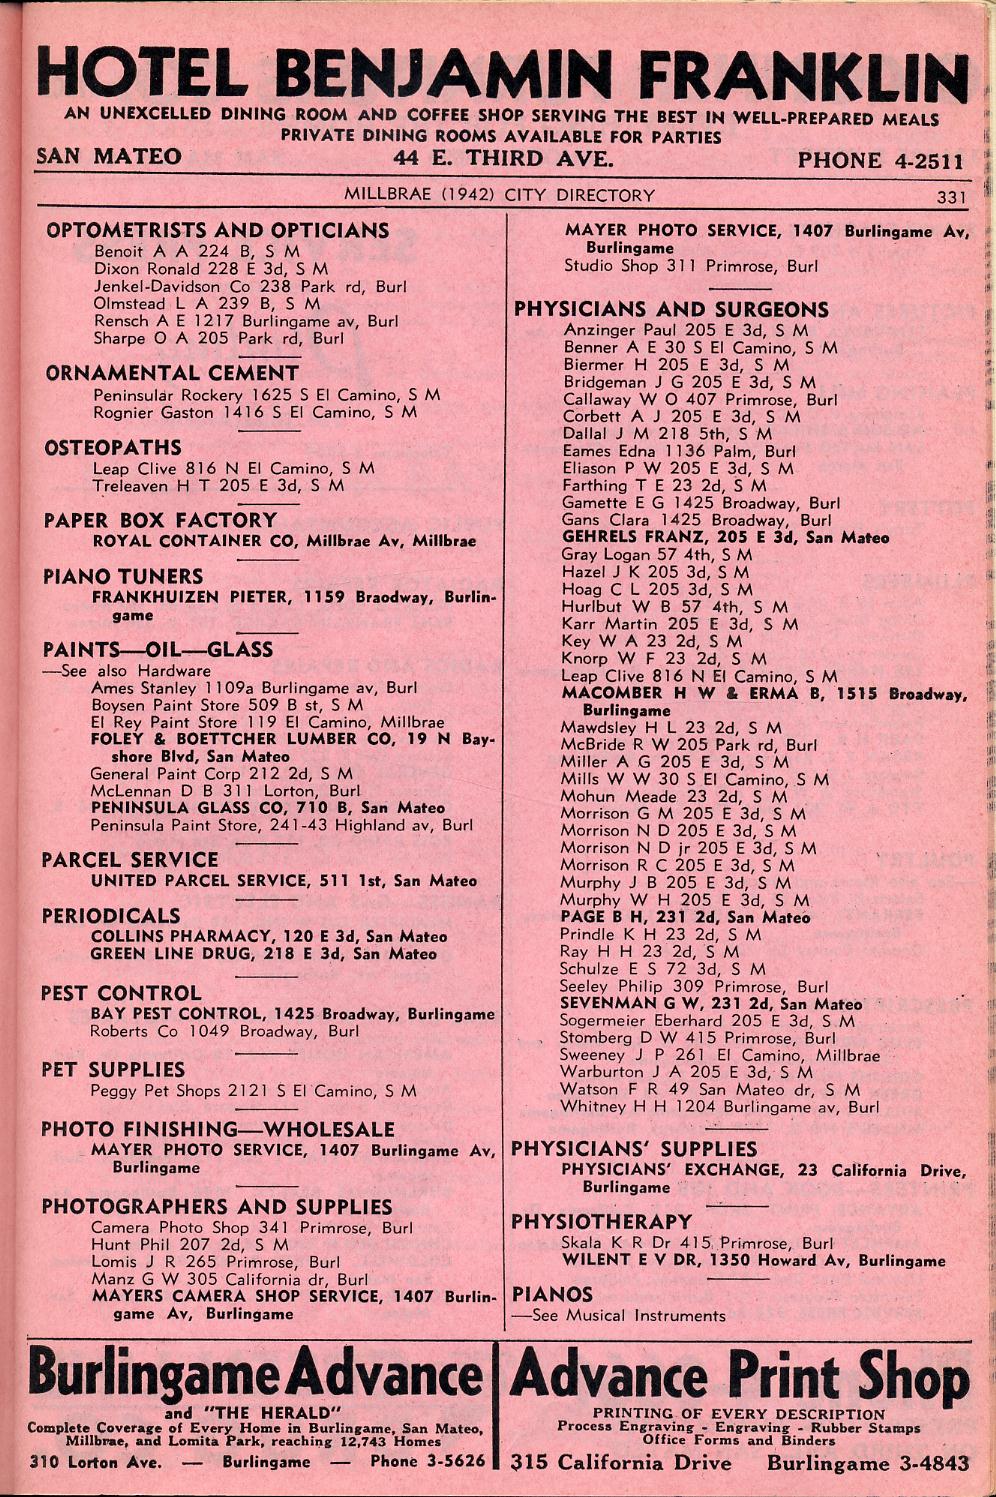 HOTEL BENJAMIN FRANKLIN
AN UNEXCELLED DINING ROOM AND COFFEE SHOP SERVING THE BEST IN WELL-PREPARED MEALS
PRIVATE DINING ROOMS AVAILABLE FOR PARTIES
SAN MATEO 44 E. THIRD AVE. PHONE 4-2511
MILLBRAE (1942) CITY DIRECTORY 331
OPTOMETRISTS AND OPTICIANS
Benoit A A 224 B, S M
Dixon Ronald 228 E 3d, S M
Jenkel-Davidson Co 238 Park rd, Burl
Olmstead L A 239 B, S M
Rensch A E 1217 Burlingame av, Burl
Sharpe O A 205 Park rd, Burl
ORNAMENTAL CEMENT
Peninsular Rockery 1625 S El Camino, S M
Rognier Gaston 1416 S El Camino, S M
OSTEOPATHS
Leap Clive 816 N El Camino, S M
Treleaven H T 205 E 3d, S M
PAPER BOX FACTORY
ROYAL CONTAINER CO, Millbrae Av, Millbrae
PIANO TUNERS
FRANKHUIZEN PIETER, 1159 Braodway, Burlin-
game
PAINTS—OIL—GLASS
—See also Hardware
Ames Stanley 1109a Burlingame av, Burl
Boysen Paint Store 509 B st, S M
El Rey Paint Store 119 El Camino, Millbrae
FOLEY & BOETTCHER LUMBER CO, 19 N Bay-
shore Blvd, San Mateo
General Paint Corp 212 2d, S M
McLennan D B 311 Lorton, Burl
PENINSULA GLASS CO, 710 B, San Mateo
Peninsula Paint Store, 241-43 Highland av, Burl
PARCEL SERVICE
UNITED PARCEL SERVICE, 511 1st, San Mateo
PERIODICALS
COLLINS PHARMACY, 120 E 3d, San Mateo
GREEN LINE DRUG, 218 E 3d, San Mateo
PEST CONTROL
BAY PEST CONTROL, 1425 Broadway, Burlingame
Roberts Co 1049 Broadway, Burl
PET SUPPLIES
Peggy Pet Shops 2121 S El Camino, S M
PHOTO FINISHING—WHOLESALE
MAYER PHOTO SERVICE, 1407 Burlingame Av,
Burlingame
PHOTOGRAPHERS AND SUPPLIES
Camera Photo Shop 341 Primrose, Burl
Hunt Phil 207 2d, S M
Lomis J R 265 Primrose, Burl
Manz G W 305 California dr, Burl
MAYERS CAMERA SHOP SERVICE, 1407 Burlin-
game Av, Burlingame
MAYER PHOTO SERVICE, 1407 Burlingame Av,
Burlingame
Studio Shop 311 Primrose, Burl
PHYSICIANS AND SURGEONS
Anzinger Paul 205 E 3d, S M
Benner A E 30 S El Camino, S M
Biermer H 205 E 3d, S M
Bridgeman J G 205 E 3d, S M
Callaway W O 407 Primrose, Burl
Corbett A J 205 E 3d, S M
Dallal J M 218 5th, S M
Eames Edna 1136 Palm, Burl
Eliason P W 205 E 3d, S M
Farthing T E 23 2d, S M
Gamette E G 1425 Broadway, Burl
Gans Clara 1425 Broadway, Burl
GEHRELS FRANZ, 205 E 3d, San Mateo
Gray Logan 57 4th, S M
Hazel J K 205 3d, S M
Hoag C L 205 3d, S M
Hurlbut W B 57 4th, S M
Karr Martin 205 E 3d, S M
Key W A 23 2d, S M
Knorp W F 23 2d, S M
Leap Clive 816 N El Camino, S M
MACOMBER H W & ERMA B, 1515 Broadway,
Burlingame
Mawdsley H L 23 2d, S M
McBride R W 205 Park rd, Burl
Miller A G 205 E 3d, S M
Mills W W 30 S El Camino, S M
Mohun Meade 23 2d, S M
Morrison G M 205 E 3d, S M
Morrison N D 205 E 3d, S M
Morrison N D jr 205 E 3d, S M
Morrison R C 205 E 3d, S M
Murphy J B 205 E 3d, S M
Murphy W H 205 E 3d, S M
PAGE B H, 231 2d, San Mateo
Prindle K H 23 2d, S M
Ray H H 23 2d, S M
Schulze E S 72 3d, S M
Seeley Philip 309 Primrose, Burl
SEVENMAN G W, 231 2d, San Mateo
Sogermeier Eberhard 205 E 3d, S M
Stomberg D W 415 Primrose, Burl
Sweeney J P 261 El Camino, Millbrae
Warburton J A 205 E 3d, S M
Watson F R 49 San Mateo dr, S M
Whitney H H 1204 Burlingame av, Burl
PHYSICIANS' SUPPLIES
PHYSICIANS' EXCHANGE, 23 California Drive,
Burlingame
PHYSIOTHERAPY
Skala K R Dr 415 Primrose, Burl
WILENT E V DR, 1350 Howard Av, Burlingame
PIANOS
—See Musical Instruments
Burlingame Advance
and "THE HERALD"
Complete Coverage of Every Home in Burlingame, San Mateo,
Millbrae, and Lomita Park, reaching 12,743 Homes
310 Lorton Ave. — Burlingame — Phone 3-5626
Advance Print Shop
PRINTING OF EVERY DESCRIPTION
Process Engraving - Engraving - Rubber Stamps
Office Forms and Binders
315 California Drive Burlingame 3-4843